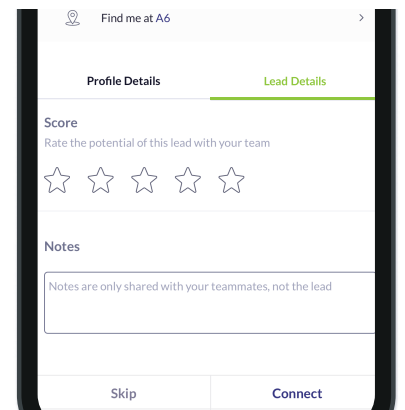 Find me at A6
Profile Details
Lead Details
Score
Rate the potential of this lead with your team
Notes
Notes are only shared with your teammates, not the lead
Skip
Connect